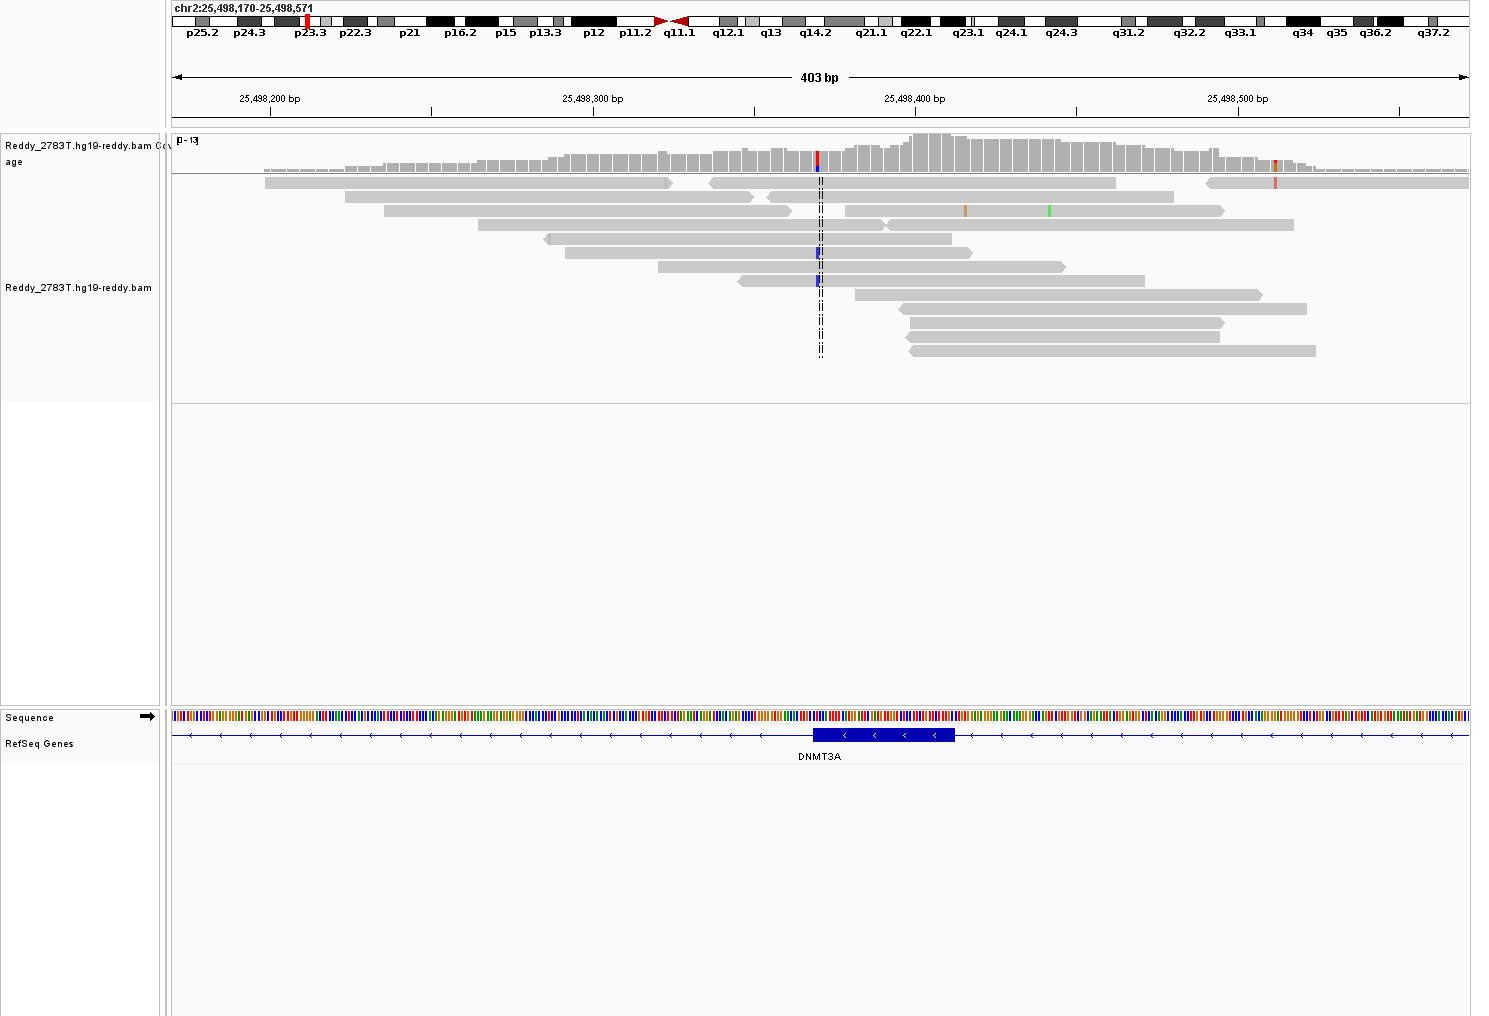 chr2:25,498,170-25,498,571
p25.2 p24.3 p23.3 p22.3 p21 p16.2 p15 p13.3 p12 p11.2 q11.1 q12.1 q13 q14.2 q21.1 q22.1 q23.1 q24.1 q24.3 q31.2 q32.2 q33.1 q34 q35 q36.2 q37.2
403 bp
25,498,200 bp 25,498,300 bp 25,498,400 bp 25,498,500 bp
Reddy_2783T.hg19-reddy.bam Cov
age
[0 - 13]
Reddy_2783T.hg19-reddy.bam
Sequence
RefSeq Genes
DNMT3A